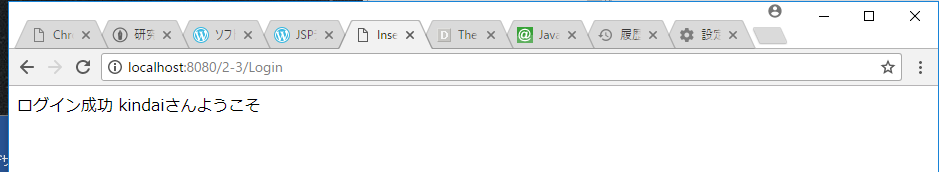 Chr 研究 ソフ JSP Inse The Java 履歴 設定
localhost:8080/2-3/Login
ログイン成功 kindaiさんようこそ